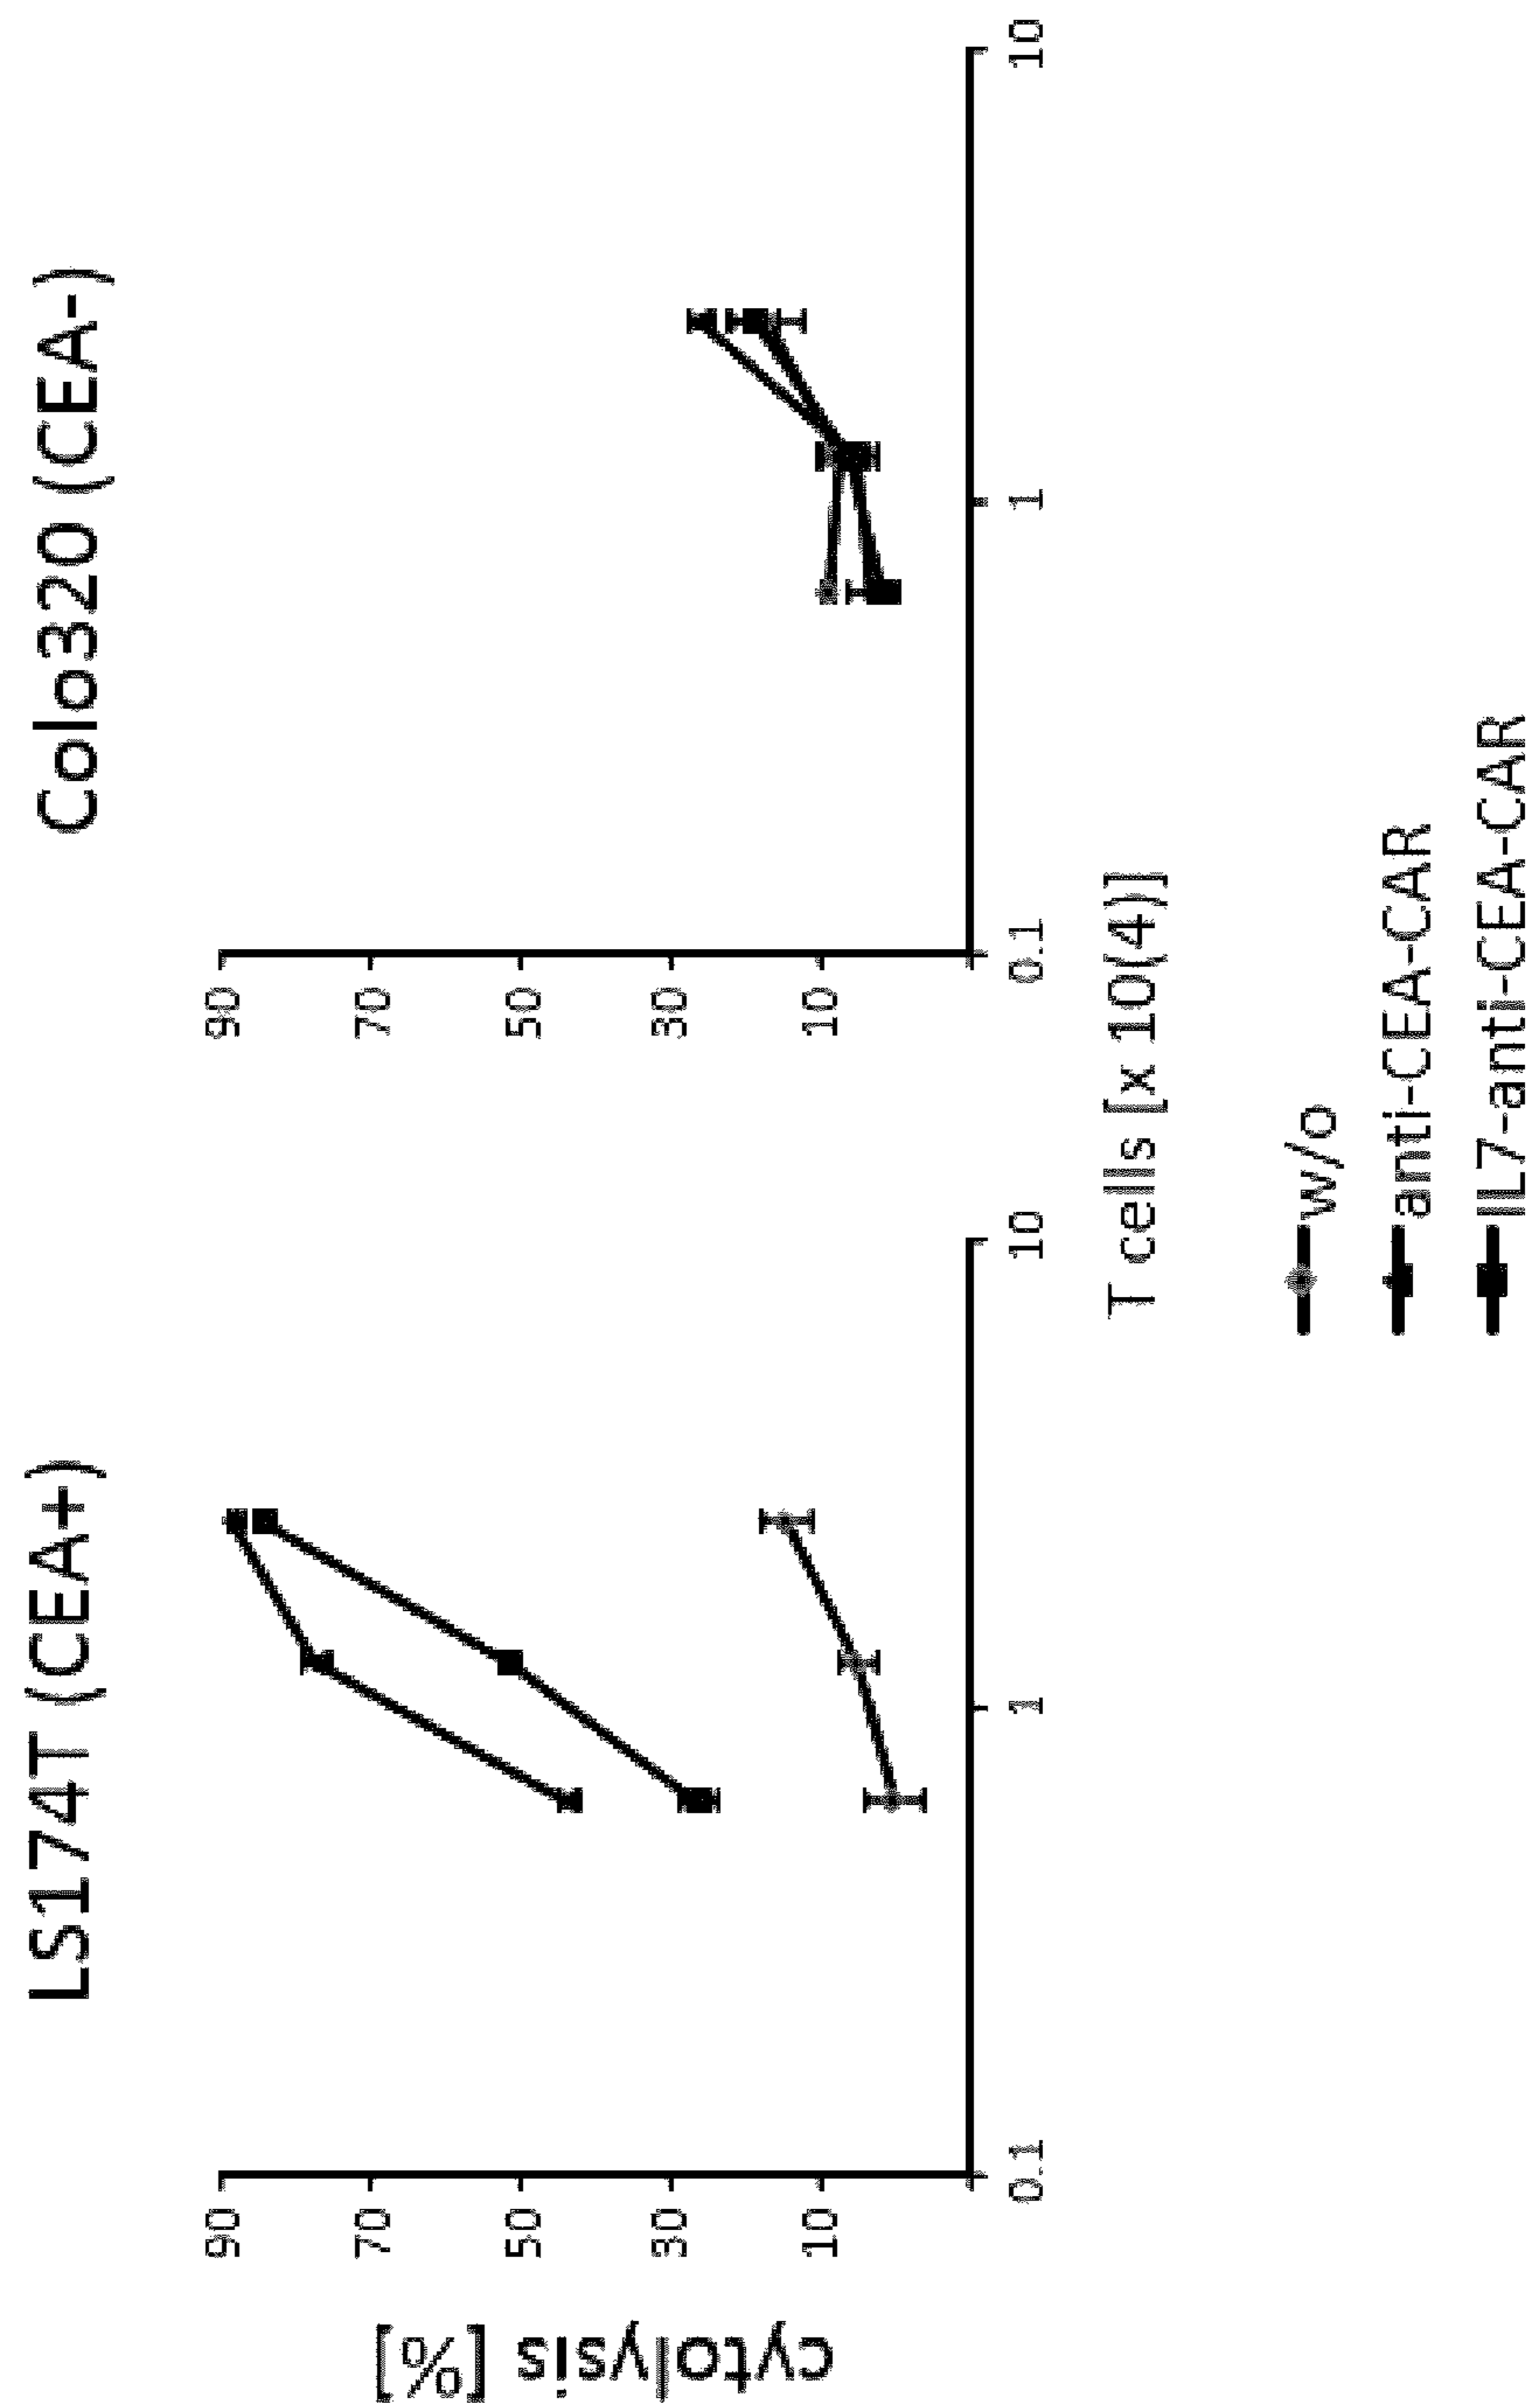 LS174T (CEA+)
Colo320 (CEA-)
cytolysis [%]
90
70
50
30
10
0.1
1
10
90
70
50
30
10
0.1
1
10
T cells [x 10(4)]
w/o
anti-CEA-CAR
IL7-anti-CEA-CAR